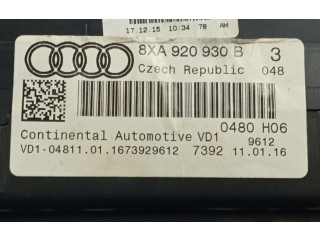 17.12.15 10:34 78 AM
8XA 920 930 B 3
Czech Republic 048
0480 H06
Continental Automotive VD1 9612
VD1-04811.01.1673929612 7392 11.01.16